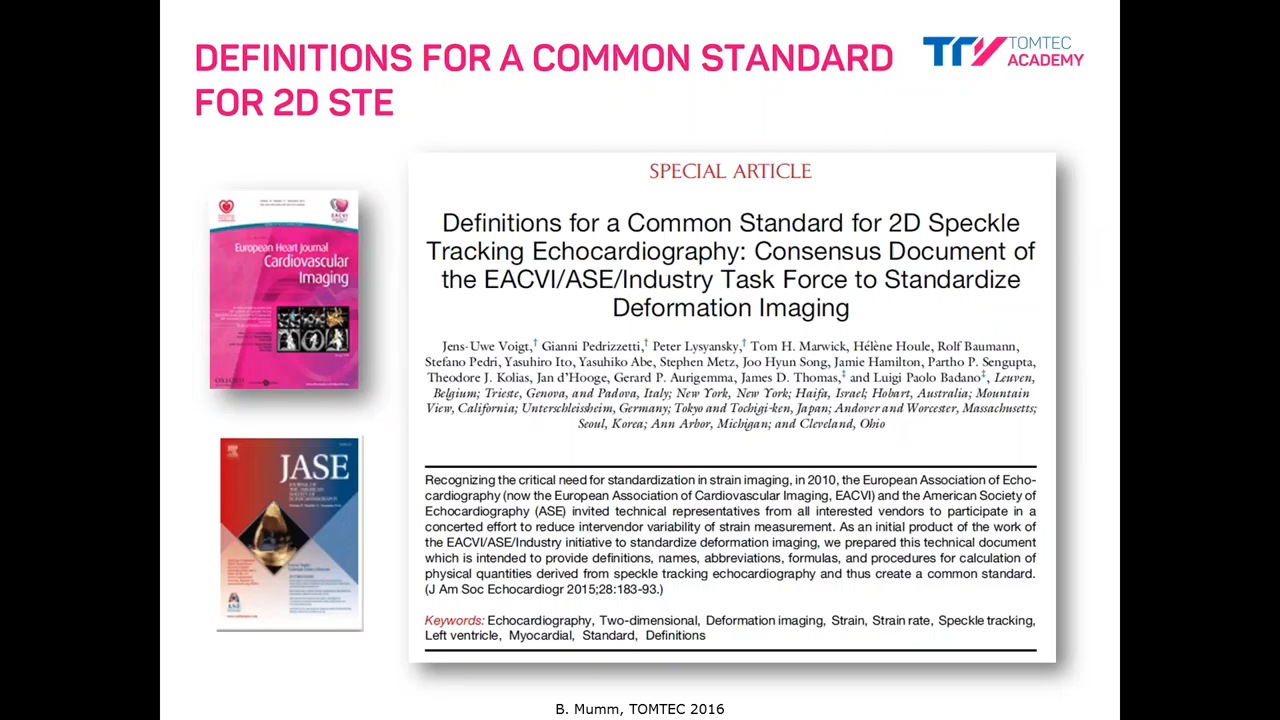 DEFINITIONS FOR A COMMON STANDARD
FOR 2D STE
TOMTEC
ACADEMY
SPECIAL ARTICLE
Definitions for a Common Standard for 2D Speckle
Tracking Echocardiography: Consensus Document of
the EACVI/ASE/Industry Task Force to Standardize
Deformation Imaging
Jens-Uwe Voigt,† Gianni Pedrizzetti,† Peter Lysyansky,† Tom H. Marwick, Hélène Houle, Rolf Baumann,
Stefano Pedri, Yasuhiro Ito, Yasuhiko Abe, Stephen Metz, Joo Hyun Song, Jamie Hamilton, Partho P. Sengupta,
Theodore J. Kolias, Jan d'Hooge, Gerard P. Aurigemma, James D. Thomas,‡ and Luigi Paolo Badano‡, Leuven,
Belgium; Trieste, Genova, and Padova, Italy; New York, New York; Haifa, Israel; Hobart, Australia; Mountain
View, California; Unterschleissheim, Germany; Tokyo and Tochigi-ken, Japan; Andover and Worcester, Massachusetts;
Seoul, Korea; Ann Arbor, Michigan; and Cleveland, Ohio
Recognizing the critical need for standardization in strain imaging, in 2010, the European Association of Echo-
cardiography (now the European Association of Cardiovascular Imaging, EACVI) and the American Society of
Echocardiography (ASE) invited technical representatives from all interested vendors to participate in a
concerted effort to reduce intervendor variability of strain measurement. As an initial product of the work of
the EACVI/ASE/Industry initiative to standardize deformation imaging, we prepared this technical document
which is intended to provide definitions, names, abbreviations, formulas, and procedures for calculation of
physical quantities derived from speckle tracking echocardiography and thus create a common standard.
(J Am Soc Echocardiogr 2015;28:183-93.)
Keywords: Echocardiography, Two-dimensional, Deformation imaging, Strain, Strain rate, Speckle tracking,
Left ventricle, Myocardial, Standard, Definitions
EACVI
European Heart Journal
Cardiovascular
Imaging
OXFORD
JASE
JOURNAL OF
THE AMERICAN
SOCIETY OF
ECHOCARDIOGRAPHY
ASE
B. Mumm, TOMTEC 2016